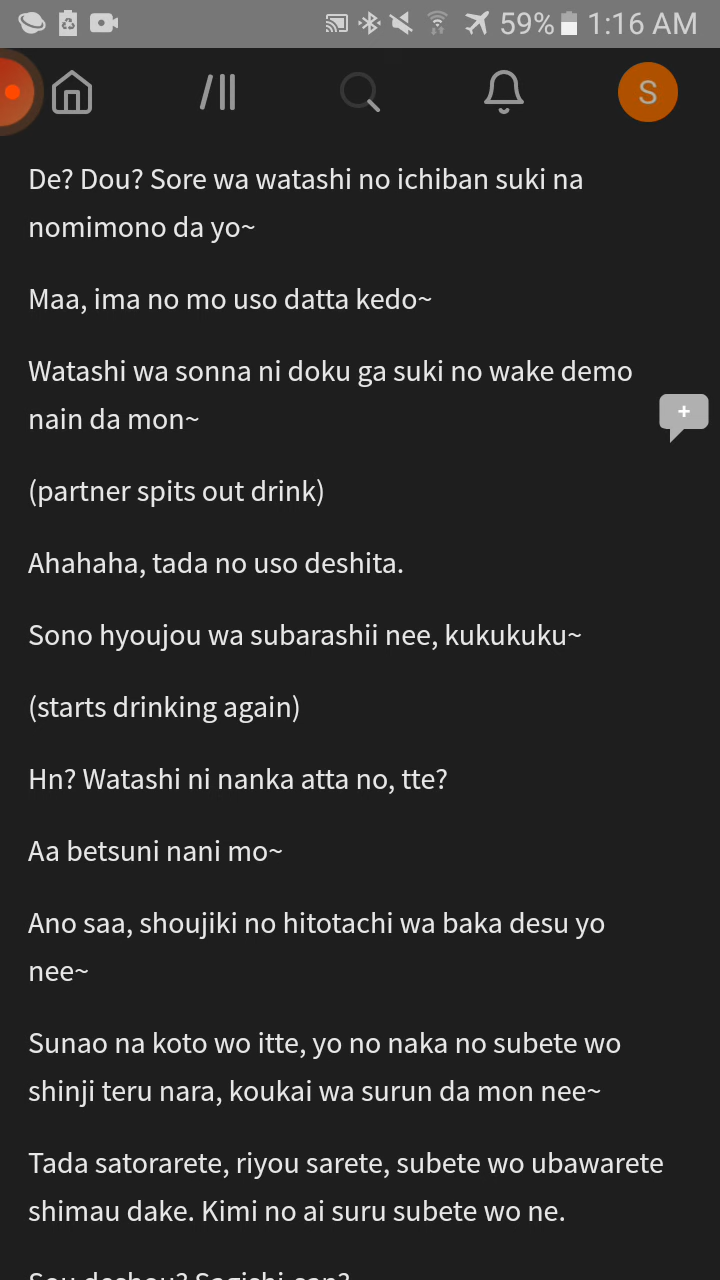 59% 1:16 AM
S
De? Dou? Sore wa watashi no ichiban suki na
nomimono da yo~
Maa, ima no mo uso datta kedo~
Watashi wa sonna ni doku ga suki no wake demo
nain da mon~
(partner spits out drink)
Ahahaha, tada no uso deshita.
Sono hyoujou wa subarashii nee, kukukuku~
(starts drinking again)
Hn? Watashi ni nanka atta no, tte?
Aa betsuni nani mo~
Ano saa, shoujiki no hitotachi wa baka desu yo
nee~
Sunao na koto wo itte, yo no naka no subete wo
shinji teru nara, koukai wa surun da mon nee~
Tada satorarete, riyou sarete, subete wo ubawarete
shimau dake. Kimi no ai suru subete wo ne.
Sou deshou? Sagishi-san?